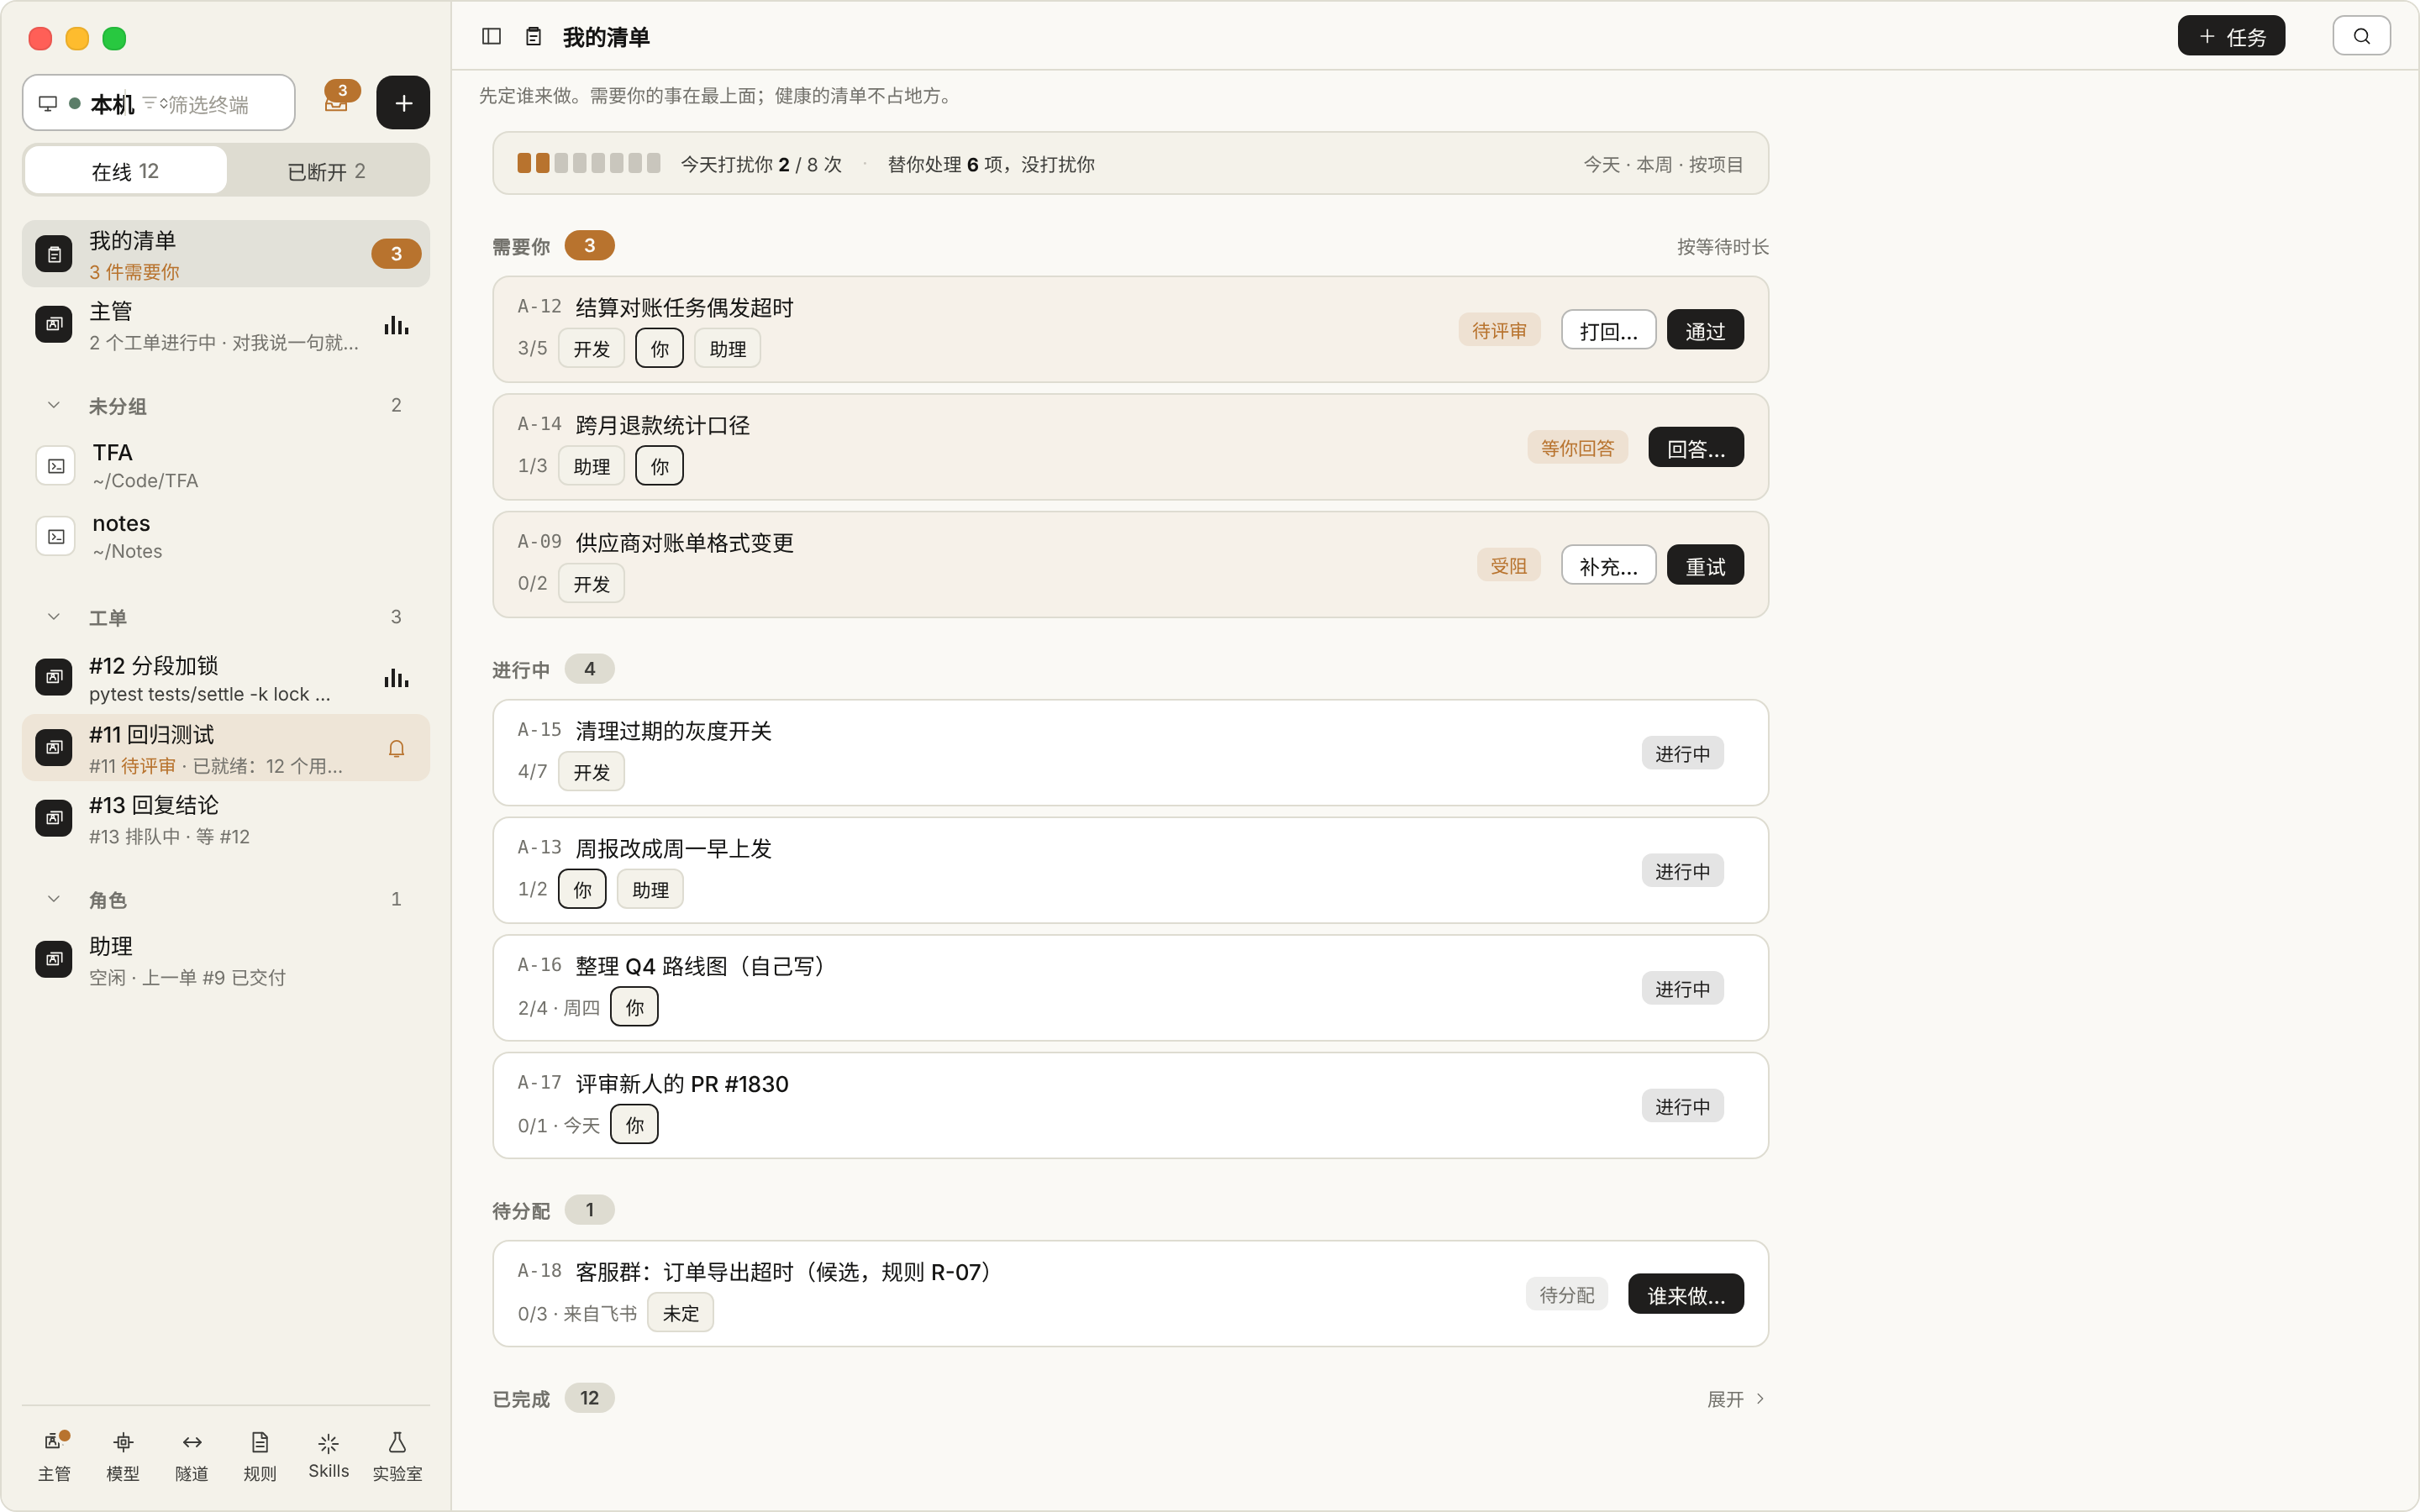 本机 筛选终端
3
在线 12
已断开 2
我的清单
3 件需要你
3
主管
2 个工单进行中 · 对我说一句就…
未分组
2
TFA
~/Code/TFA
notes
~/Notes
工单
3
#12 分段加锁
pytest tests/settle -k lock …
#11 回归测试
#11 待评审 · 已就绪：12 个用…
#13 回复结论
#13 排队中 · 等 #12
角色
1
助理
空闲 · 上一单 #9 已交付
主管
模型
隧道
规则
Skills
实验室
我的清单
任务
先定谁来做。需要你的事在最上面；健康的清单不占地方。
今天打扰你 2 / 8 次 · 替你处理 6 项，没打扰你
今天 · 本周 · 按项目
需要你 3
按等待时长
A-12 结算对账任务偶发超时
3/5 开发 你 助理
待评审 打回… 通过
A-14 跨月退款统计口径
1/3 助理 你
等你回答 回答…
A-09 供应商对账单格式变更
0/2 开发
受阻 补充… 重试
进行中 4
A-15 清理过期的灰度开关
4/7 开发
进行中
A-13 周报改成周一早上发
1/2 你 助理
进行中
A-16 整理 Q4 路线图（自己写）
2/4 · 周四 你
进行中
A-17 评审新人的 PR #1830
0/1 · 今天 你
进行中
待分配 1
A-18 客服群：订单导出超时（候选，规则 R-07）
0/3 · 来自飞书 未定
待分配 谁来做…
已完成 12
展开